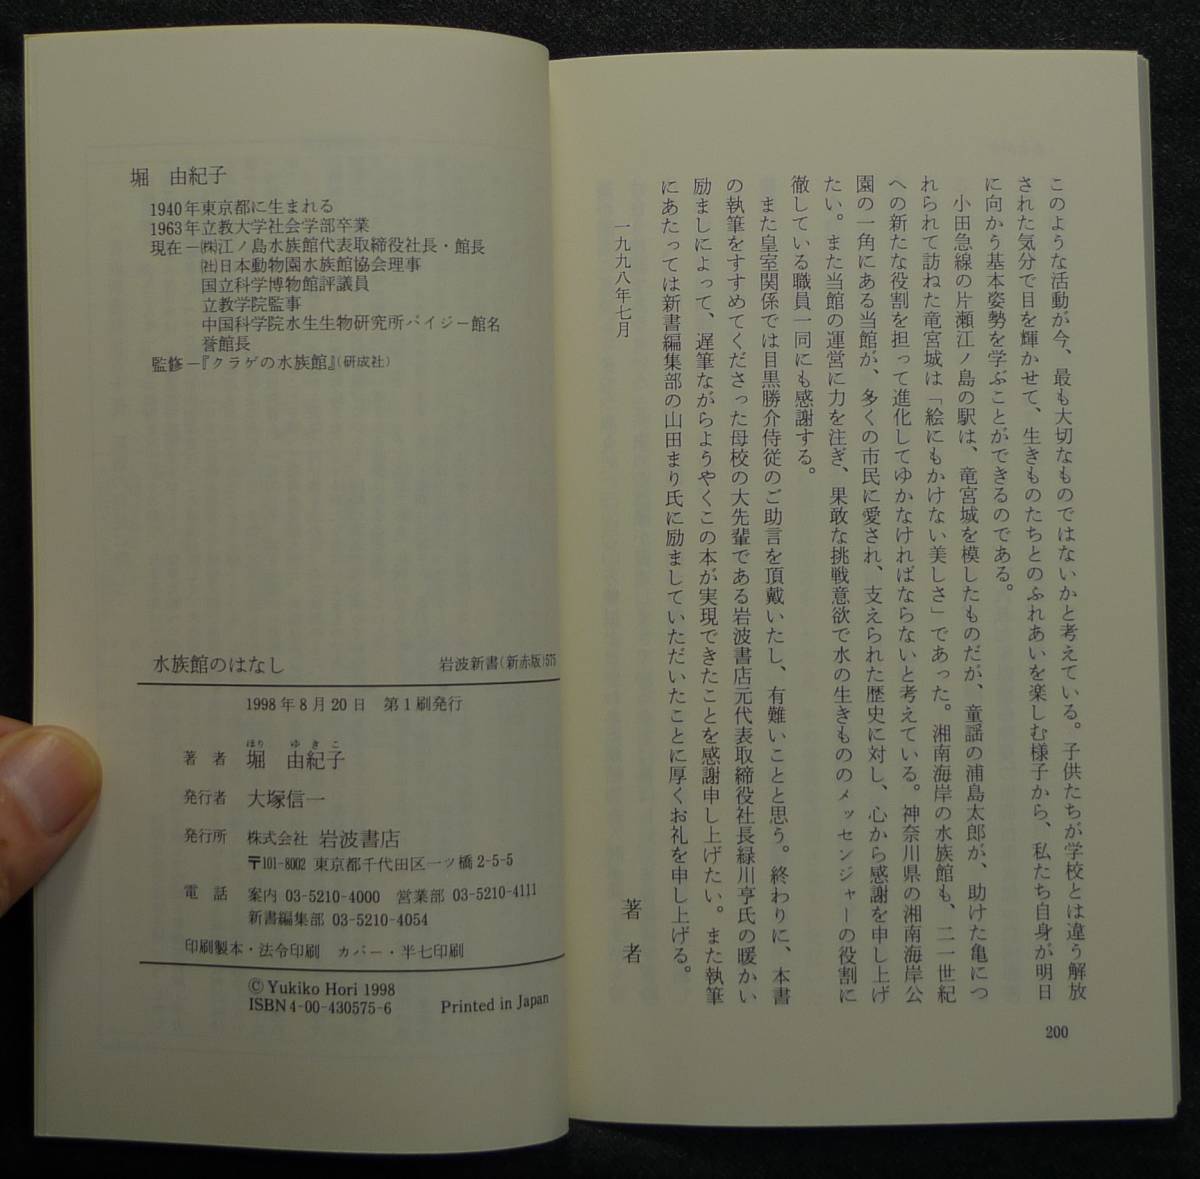 このような活動が今、最も大切なものではないかと考えている。子供たちが学校とは違う解放
された気分で目を輝かせて、生きものたちとのふれあいを楽しむ様子から、私たち自身が明日
に向かう基本姿勢を学ぶことができるのである。
小田急線の片瀬江ノ島の駅は、竜宮城を模したものだが、童謡の浦島太郎が、助けた亀につ
れられて訪ねた竜宮城は「絵にもかけない美しさ」であった。湘南海岸の水族館も、二一世紀
への新たな役割を担って進化してゆかなければならないと考えている。神奈川県の湘南海岸公
園の一角にある当館が、多くの市民に愛され、支えられた歴史に対し、心から感謝を申し上げ
たい。また当館の運営に力を注ぎ、果敢な挑戦意欲で水の生きもののメッセンジャーの役割に
徹している職員一同にも感謝する。
また皇室関係では目黒勝介侍従のご助言を頂戴いたし、有難いことと思う。終わりに、本書
の執筆をすすめてくださった母校の大先輩である岩波書店元代表取締役社長緑川亨氏の暖かい
励ましによって、遅筆ながらようやくこの本が実現できたことを感謝申し上げたい。また執筆
にあたっては新書編集部の山田まり氏に励ましていただいたことに厚くお礼を申し上げる。
一九九八年七月
著者
200
堀 由紀子
1940年東京都に生まれる
1963年立教大学社会学部卒業
現在―㈱江ノ島水族館代表取締役社長・館長
㈳日本動物園水族館協会理事
国立科学博物館評議員
立教学院監事
中国科学院水生生物研究所バイジー館名
誉館長
監修―『クラゲの水族館』(研成社)
水族館のはなし 岩波新書(新赤版)575
1998年8月20日 第1刷発行
ほり ゆきこ
著者 堀 由紀子
発行者 大塚信一
発行所 株式会社 岩波書店
〒101-8002 東京都千代田区一ツ橋2-5-5
電話 案内 03-5210-4000 営業部 03-5210-4111
新書編集部 03-5210-4054
印刷製本・法令印刷 カバー・半七印刷
© Yukiko Hori 1998
ISBN4-00-430575-6 Printed in Japan